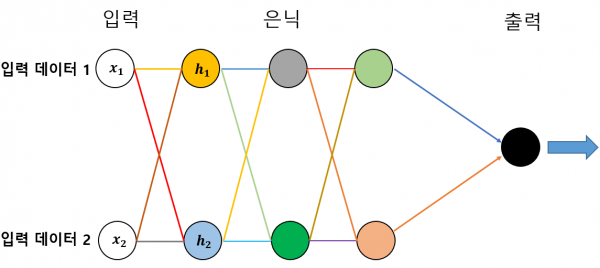 입력
은닉
출력
입력 데이터 1
x₁
h₁
입력 데이터 2
x₂
h₂